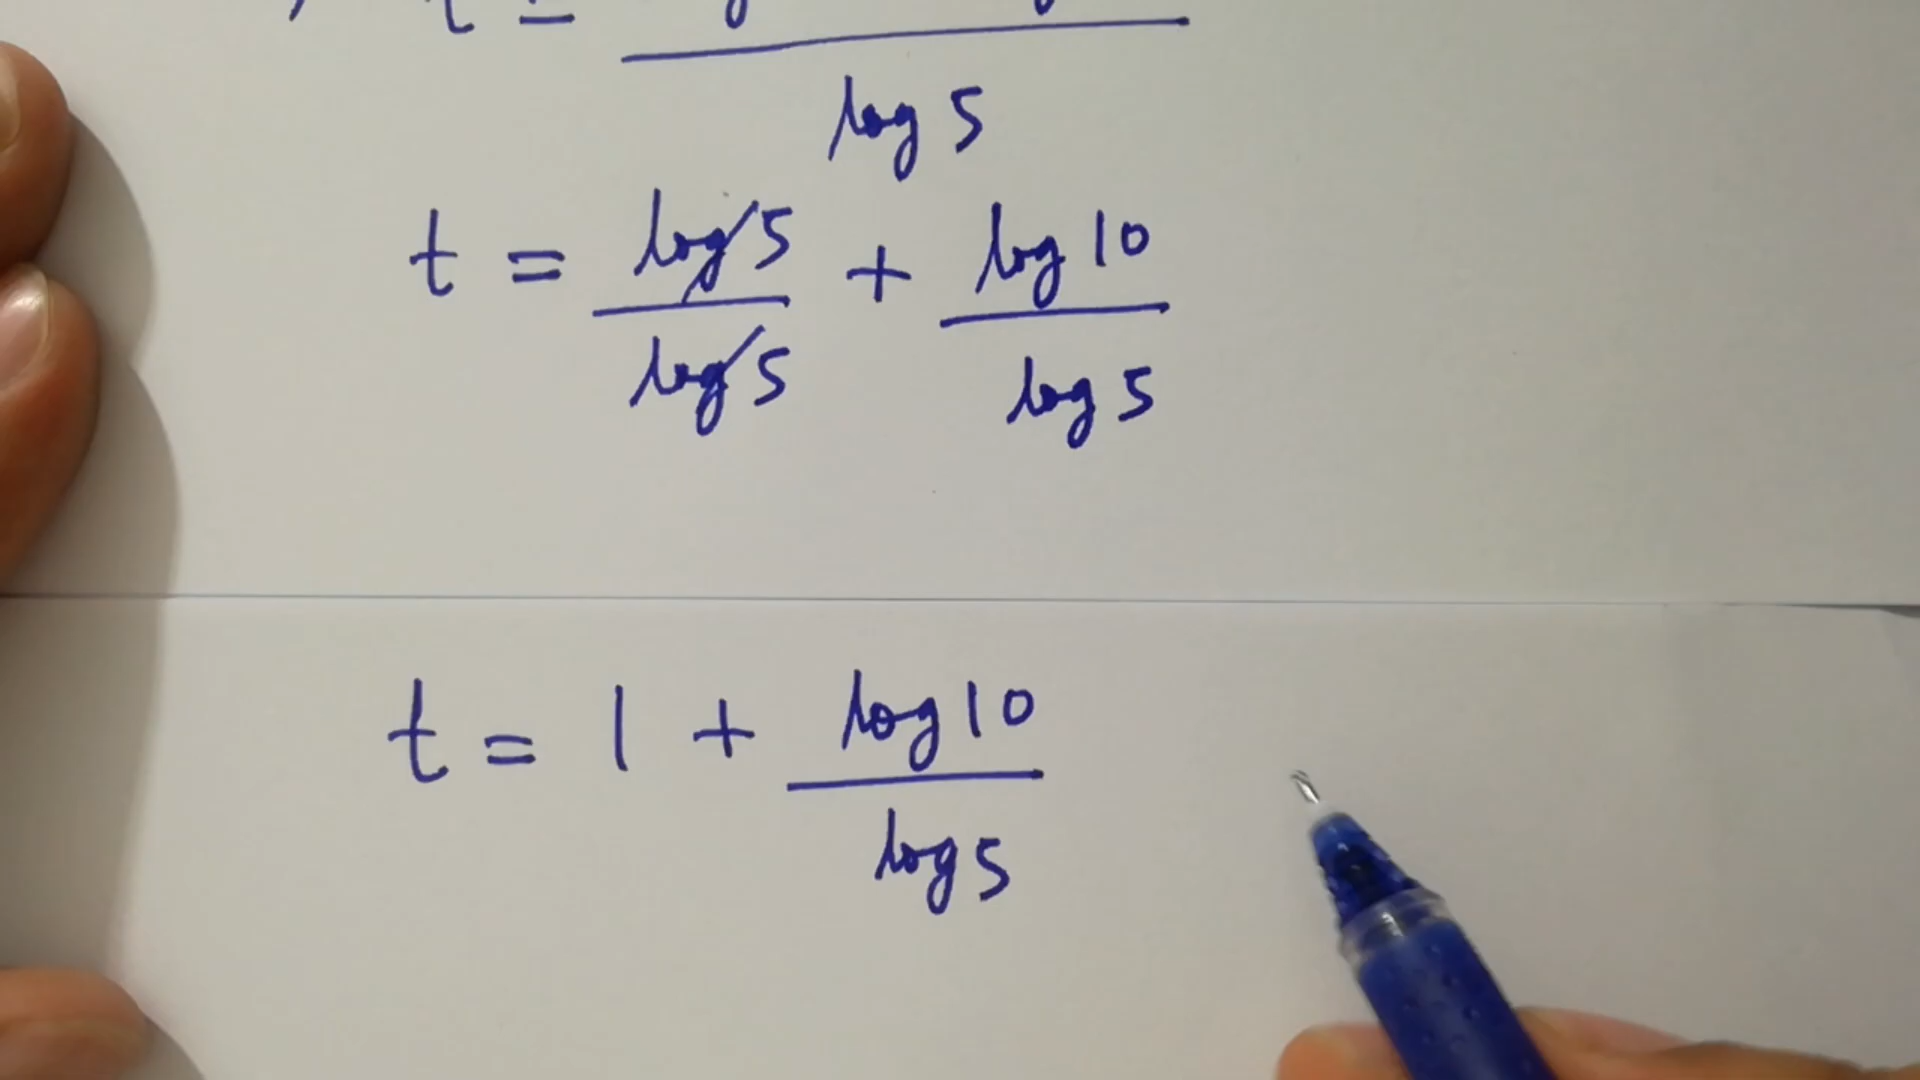 t =
log 5
t = log 5 / log 5 + log 10 / log 5
t = 1 + log 10 / log 5